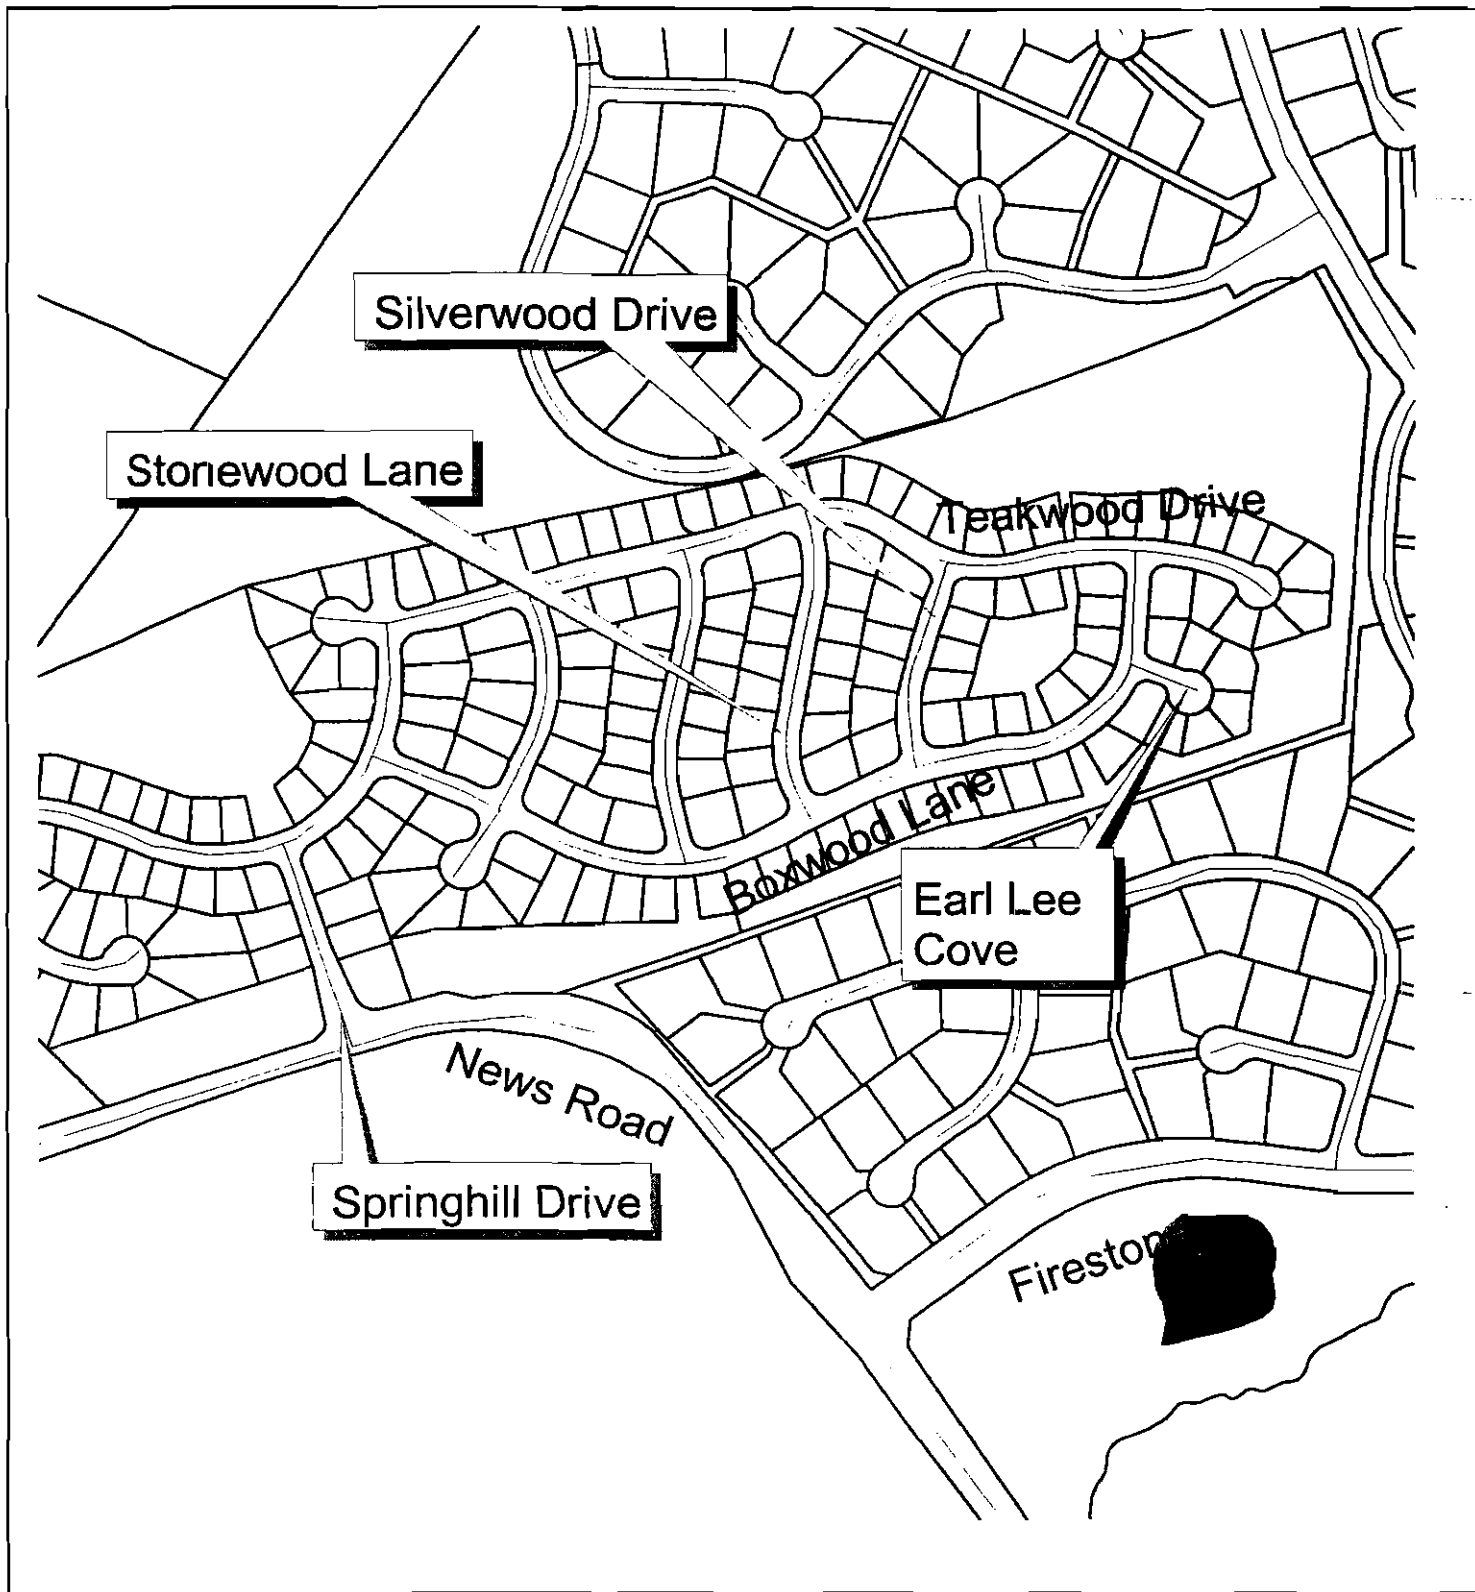 Silverwood Drive
Stonewood Lane
Teakwood Drive
Boxwood Lane
Earl Lee
Cove
News Road
Springhill Drive